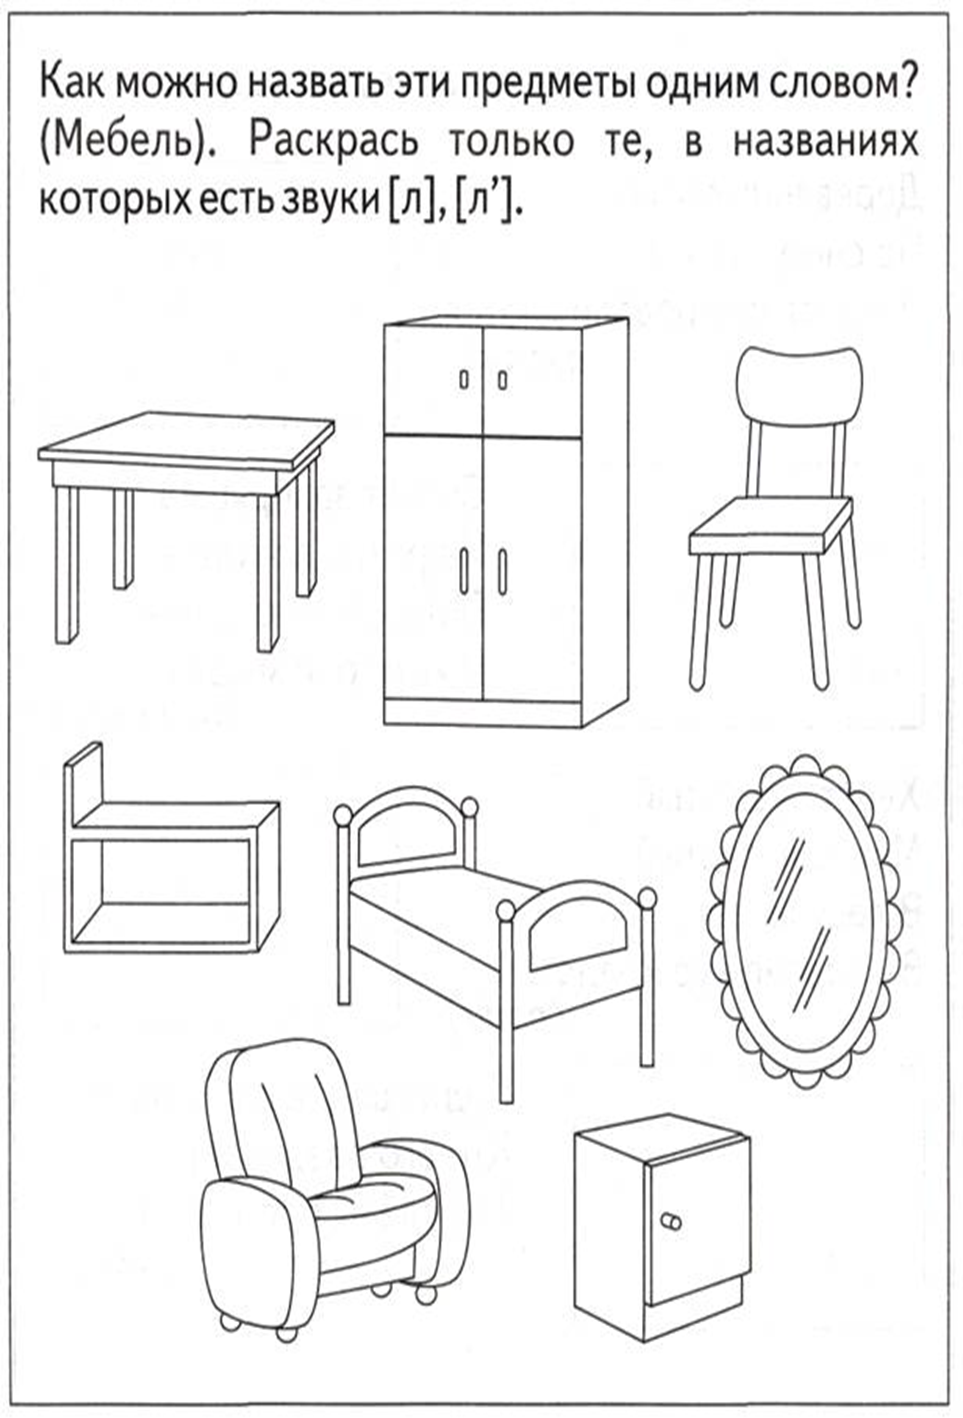 Как можно назвать эти предметы одним словом?
(Мебель). Раскрась только те, в названиях
которых есть звуки [л], [л’].